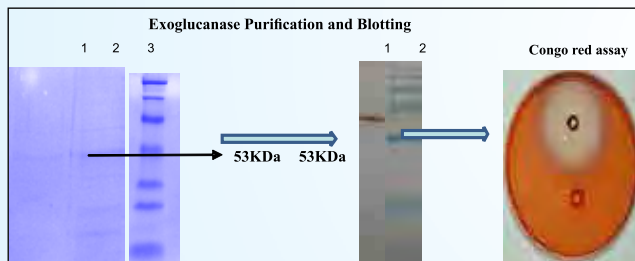 Exoglucanase Purification and Blotting
1 2 3
1 2
Congo red assay
53KDa 53KDa